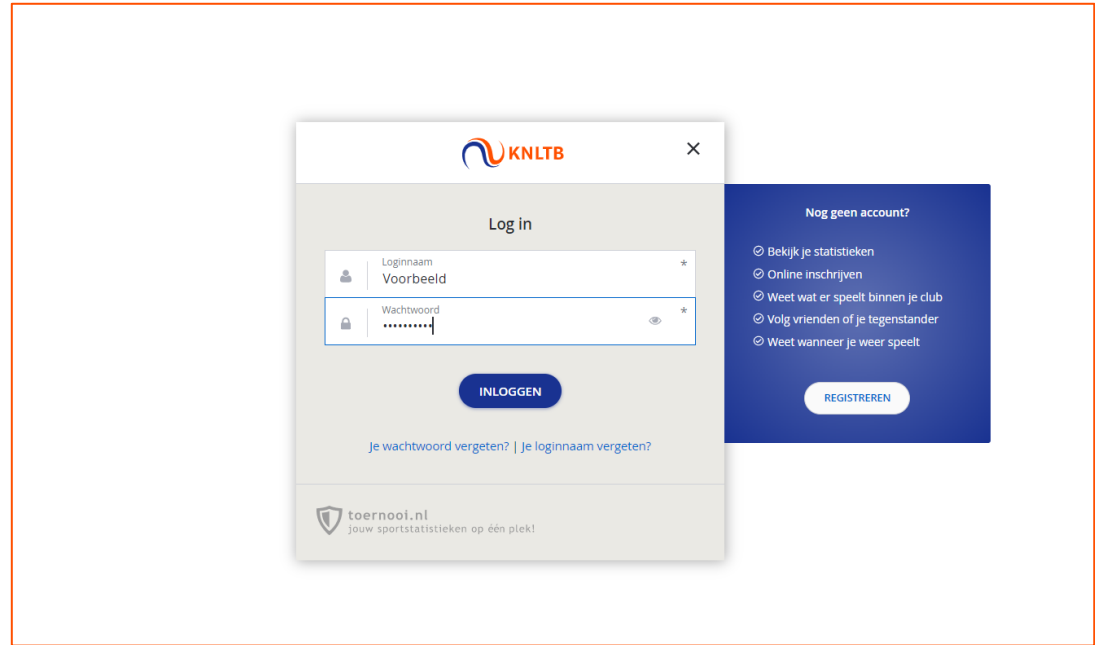 KNLTB
Log in
Loginnaam
*
Voorbeeld
Wachtwoord
*
••••••••••
INLOGGEN
Je wachtwoord vergeten? | Je loginnaam vergeten?
toernooi.nl
jouw sportstatistieken op één plek!
Nog geen account?
Bekijk je statistieken
Online inschrijven
Weet wat er speelt binnen je club
Volg vrienden of je tegenstander
Weet wanneer je weer speelt
REGISTREREN